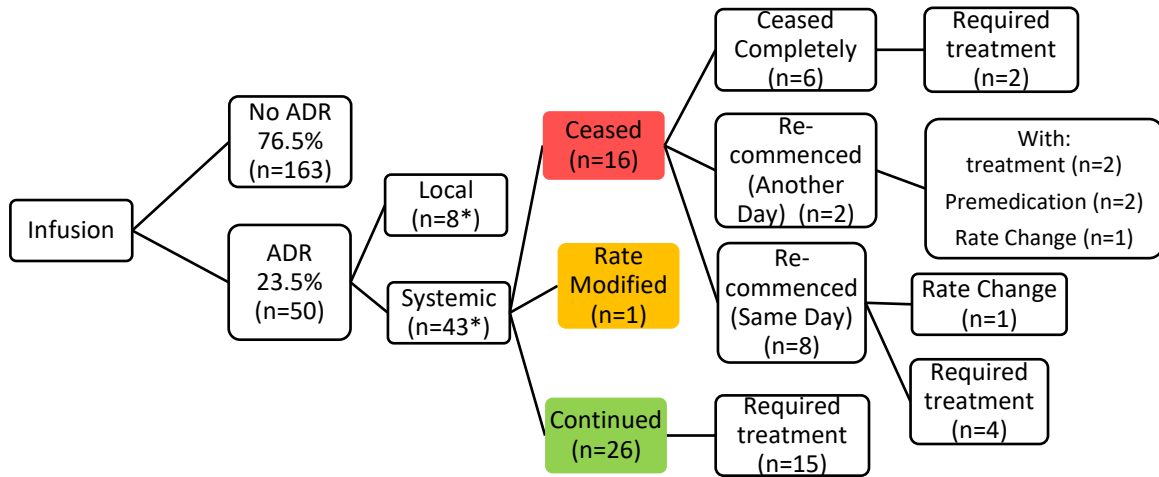 Infusion
No ADR
76.5%
(n=163)
ADR
23.5%
(n=50)
Local
(n=8*)
Systemic
(n=43*)
Ceased
(n=16)
Rate
Modified
(n=1)
Continued
(n=26)
Ceased
Completely
(n=6)
Required
treatment
(n=2)
Re-
commenced
(Another
Day) (n=2)
With:
treatment (n=2)
Premedication (n=2)
Rate Change (n=1)
Re-
commenced
(Same Day)
(n=8)
Rate Change
(n=1)
Required
treatment
(n=4)
Required
treatment
(n=15)